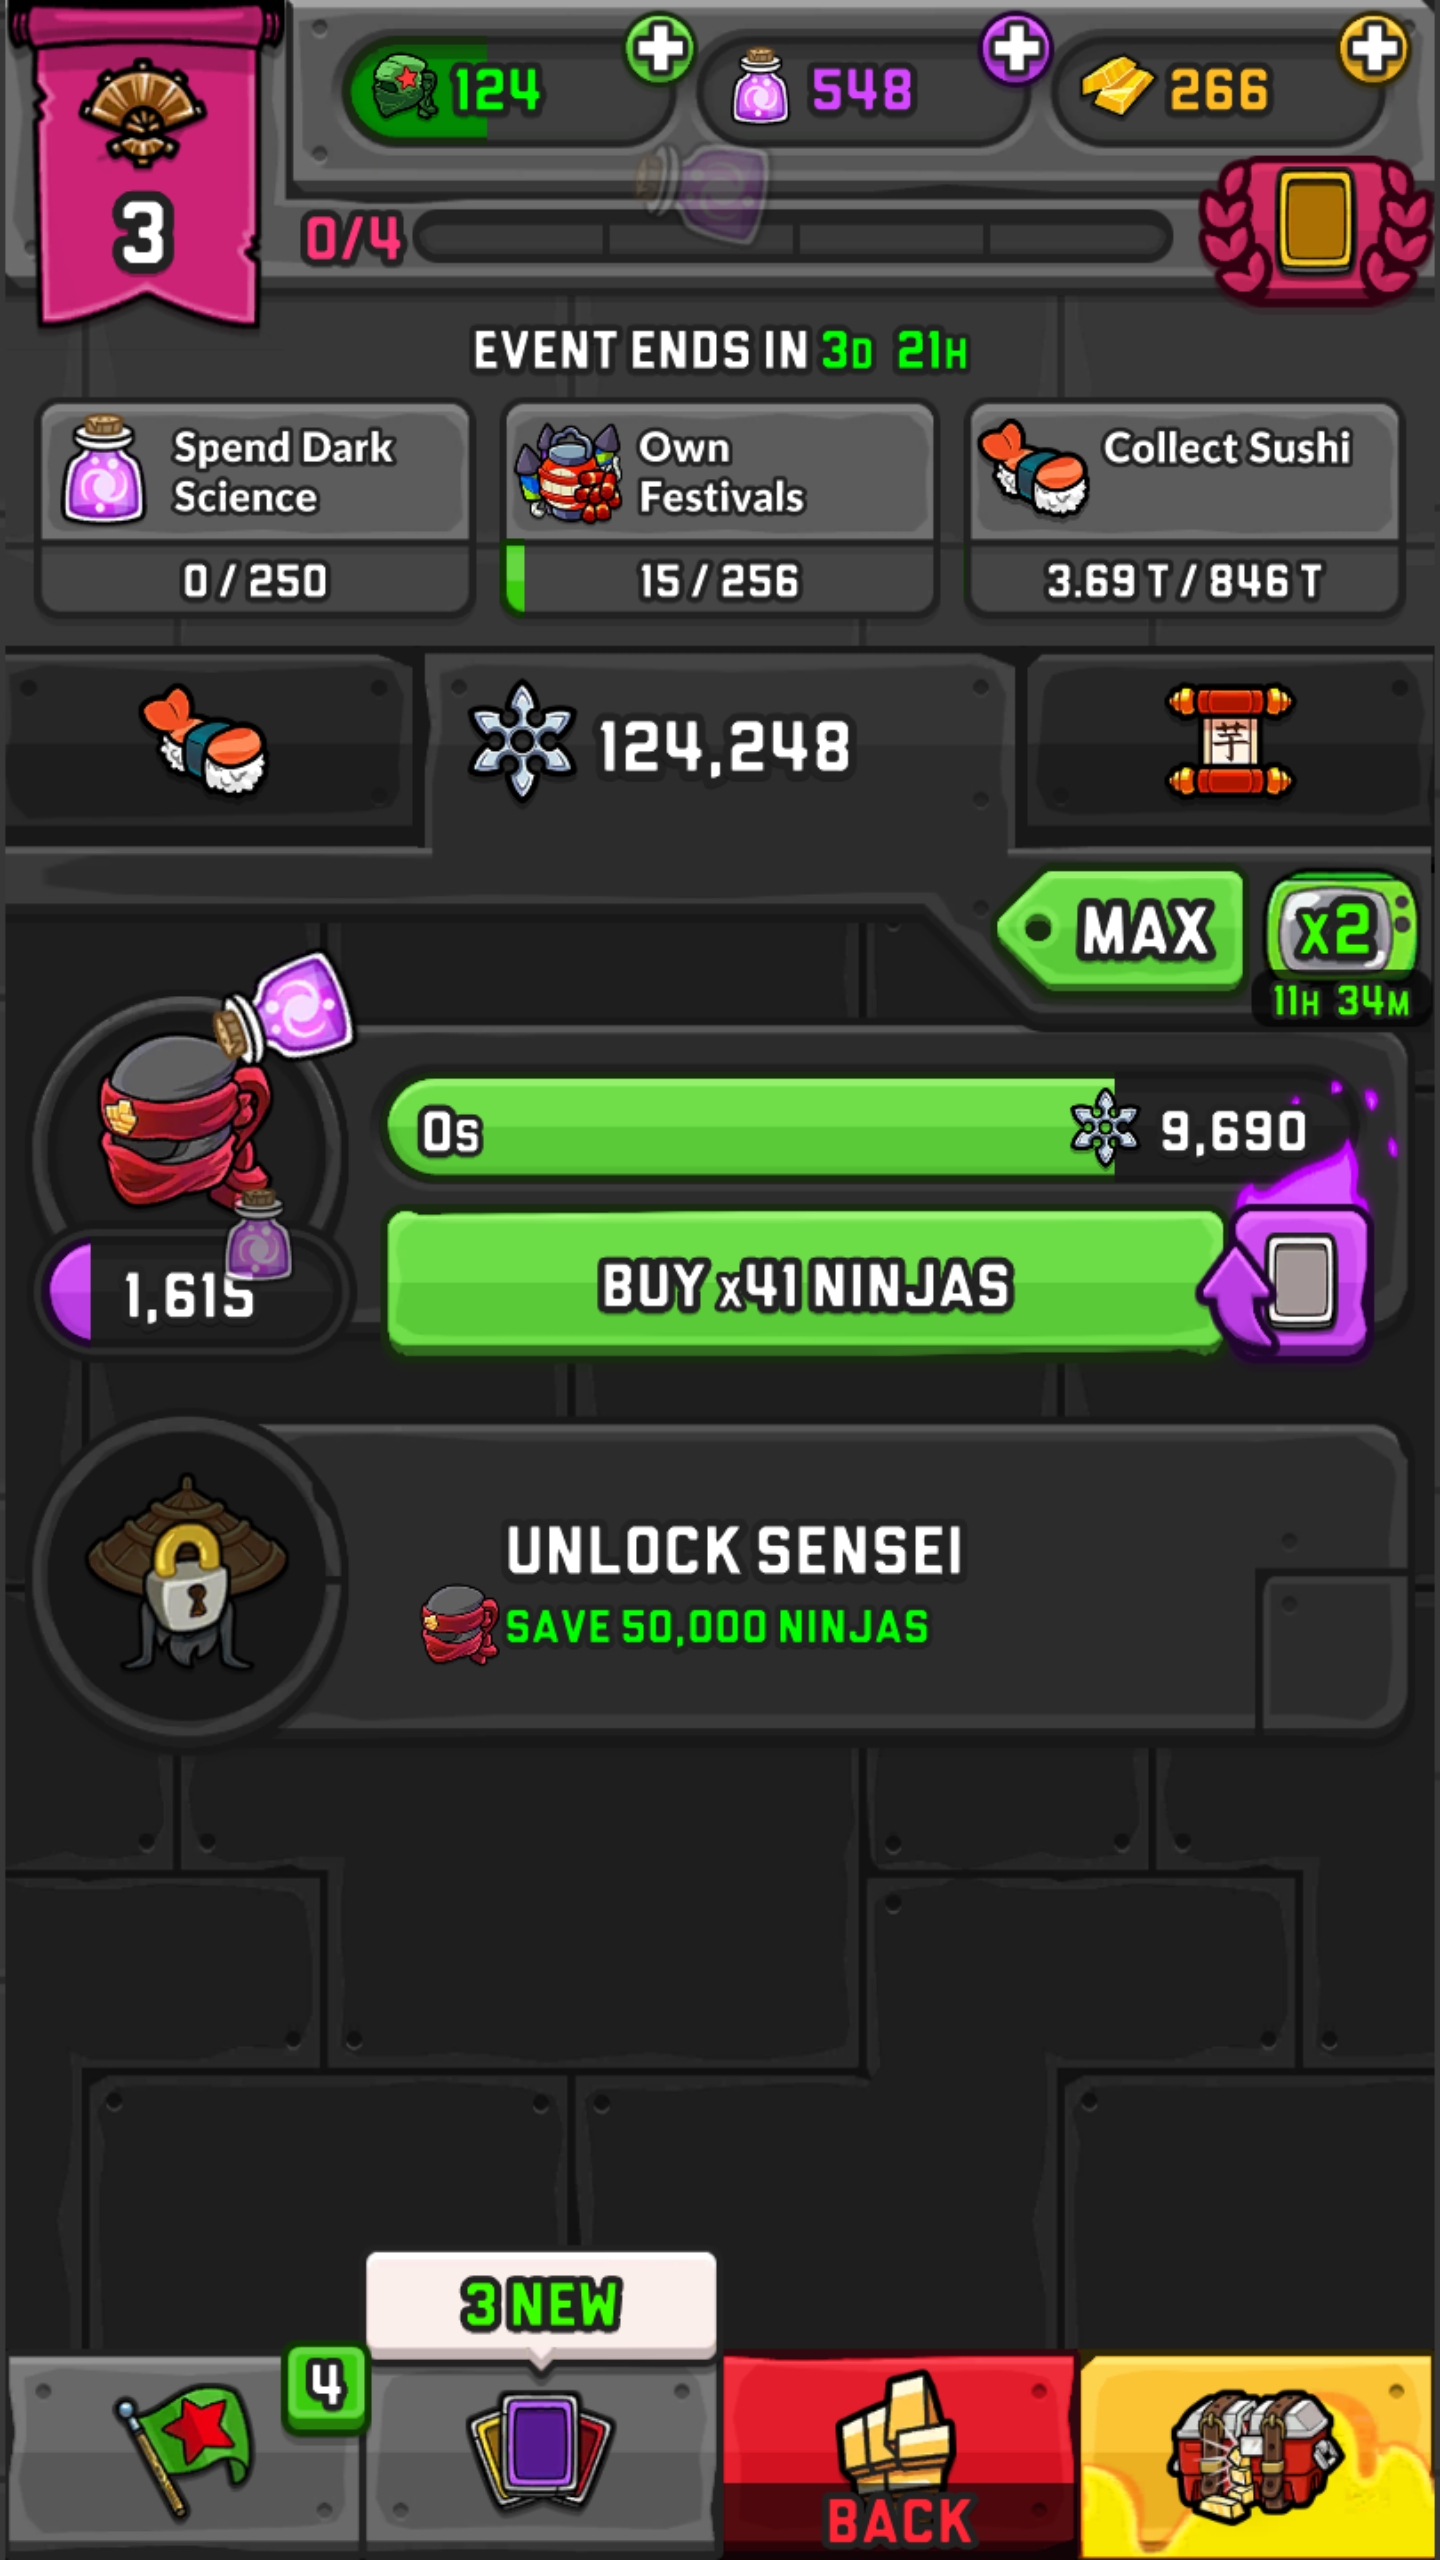 124
548
266
3
0/4
EVENT ENDS IN 3D 21H
Spend Dark
Science
0 / 250
Own
Festivals
15 / 256
Collect Sushi
3.69 T / 846 T
124,248
芋
MAX
x2
11H 34M
0s
9,690
1,615
BUY x41 NINJAS
UNLOCK SENSEI
SAVE 50,000 NINJAS
3 NEW
4
BACK